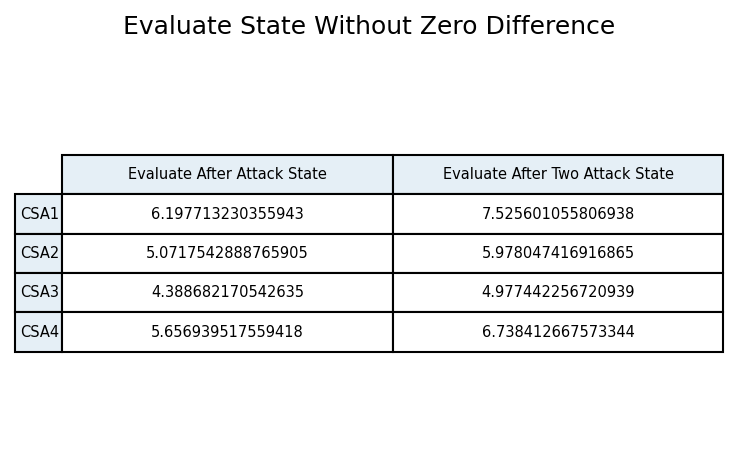 Evaluate State Without Zero Difference
Evaluate After Attack State Evaluate After Two Attack State
CSA1 6.197713230355943 7.525601055806938
CSA2 5.0717542888765905 5.978047416916865
CSA3 4.388682170542635 4.977442256720939
CSA4 5.656939517559418 6.738412667573344